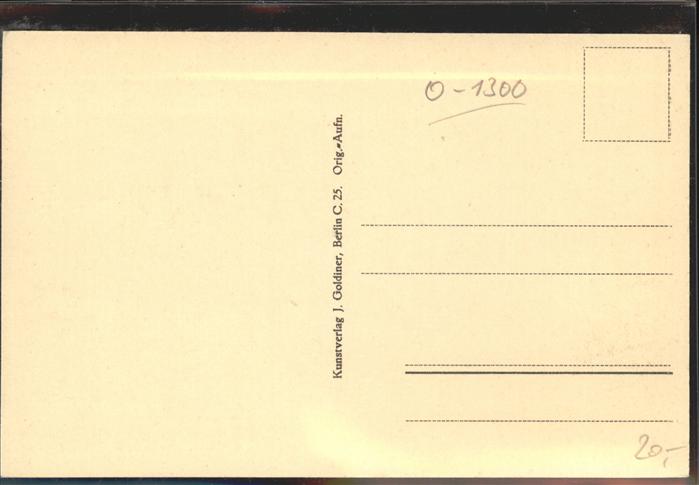 O - 1300
Kunstverlag J. Goldiner, Berlin C. 25. Orig.-Aufn.
20,-